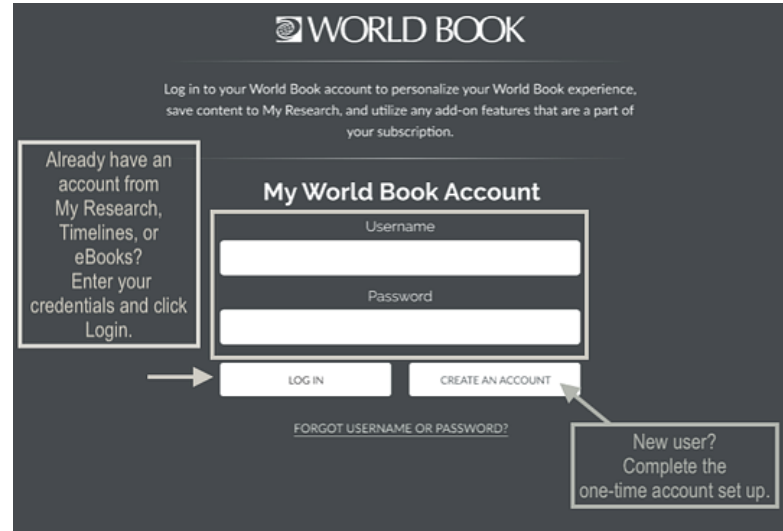 WORLD BOOK
Log in to your World Book account to personalize your World Book experience,
save content to My Research, and utilize any add-on features that are a part of
your subscription.
Already have an
account from
My Research,
Timelines, or
eBooks?
Enter your
credentials and click
Login.
My World Book Account
Username
Password
LOG IN
CREATE AN ACCOUNT
FORGOT USERNAME OR PASSWORD?
New user?
Complete the
one-time account set up.